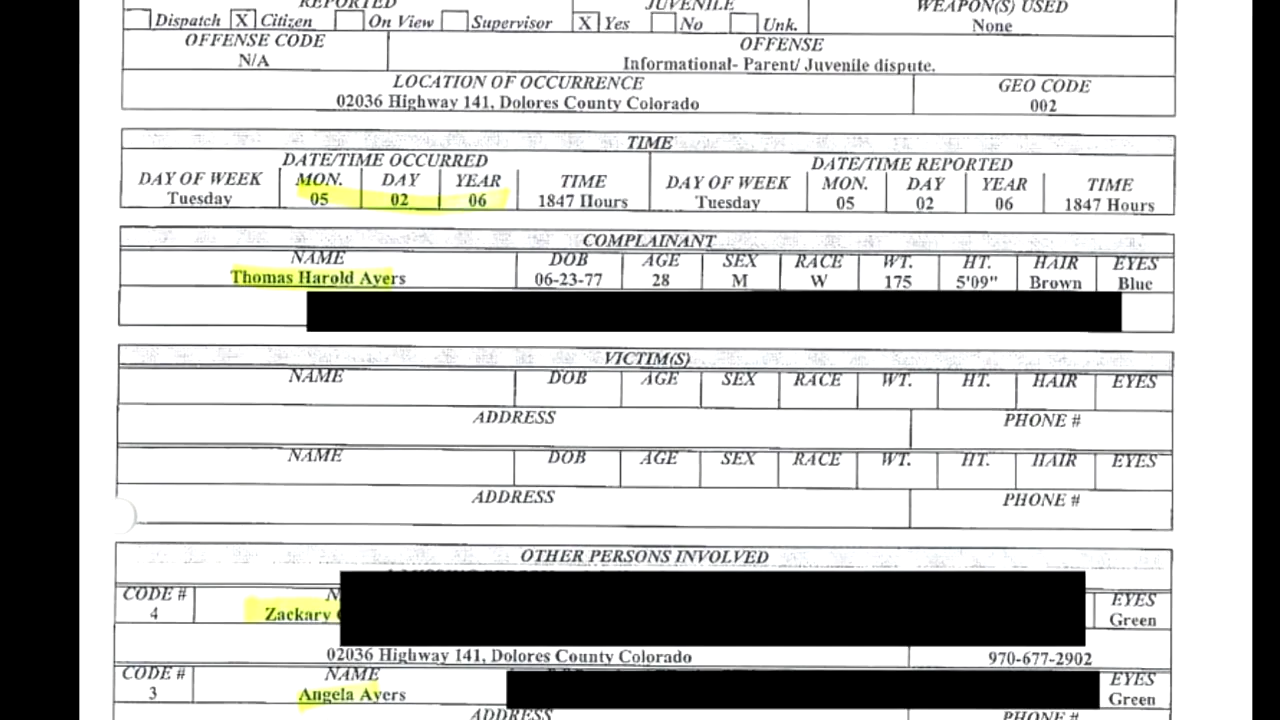 REPORTED JUVENILE WEAPON(S) USED
Dispatch X Citizen On View Supervisor X Yes No Unk. None
OFFENSE CODE OFFENSE
N/A Informational- Parent/ Juvenile dispute.
LOCATION OF OCCURRENCE GEO CODE
02036 Highway 141, Dolores County Colorado 002
TIME
DATE/TIME OCCURRED DATE/TIME REPORTED
DAY OF WEEK MON. DAY YEAR TIME DAY OF WEEK MON. DAY YEAR TIME
Tuesday 05 02 06 1847 Hours Tuesday 05 02 06 1847 Hours
COMPLAINANT
NAME DOB AGE SEX RACE WT. HT. HAIR EYES
Thomas Harold Ayers 06-23-77 28 M W 175 5'09" Brown Blue
VICTIM(S)
NAME DOB AGE SEX RACE WT. HT. HAIR EYES
ADDRESS PHONE #
NAME DOB AGE SEX RACE WT. HT. HAIR EYES
ADDRESS PHONE #
OTHER PERSONS INVOLVED
CODE # EYES
4 Zackary Green
02036 Highway 141, Dolores County Colorado 970-677-2902
CODE # NAME EYES
3 Angela Ayers Green
ADDRESS PHONE #